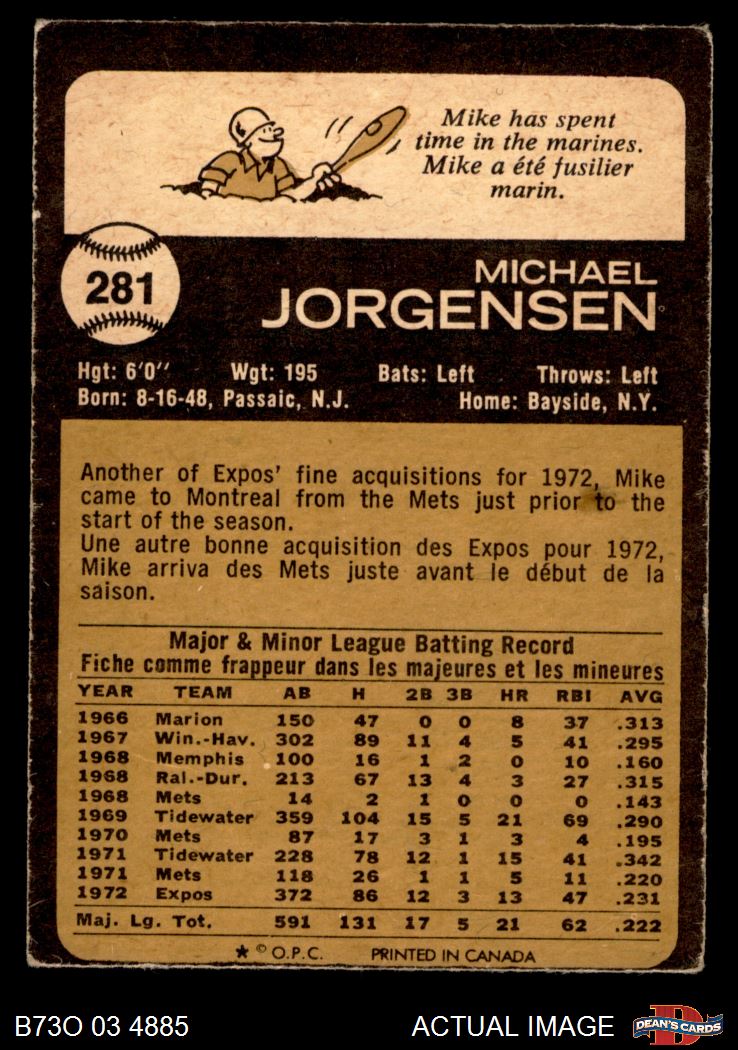 Mike has spent
time in the marines.
Mike a été fusilier
marin.
281
MICHAEL
JORGENSEN
Hgt: 6'0'' Wgt: 195 Bats: Left Throws: Left
Born: 8-16-48, Passaic, N.J. Home: Bayside, N.Y.
Another of Expos' fine acquisitions for 1972, Mike
came to Montreal from the Mets just prior to the
start of the season.
Une autre bonne acquisition des Expos pour 1972,
Mike arriva des Mets juste avant le début de la
saison.
Major & Minor League Batting Record
Fiche comme frappeur dans les majeures et les mineures
YEAR TEAM AB H 2B 3B HR RBI AVG
1966 Marion 150 47 0 0 8 37 .313
1967 Win.-Hav. 302 89 11 4 5 41 .295
1968 Memphis 100 16 1 2 0 10 .160
1968 Ral.-Dur. 213 67 13 4 3 27 .315
1968 Mets 14 2 1 0 0 0 .143
1969 Tidewater 359 104 15 5 21 69 .290
1970 Mets 87 17 3 1 3 4 .195
1971 Tidewater 228 78 12 1 15 41 .342
1971 Mets 118 26 1 1 5 11 .220
1972 Expos 372 86 12 3 13 47 .231
Maj. Lg. Tot. 591 131 17 5 21 62 .222
★ © O.P.C. PRINTED IN CANADA
B73O 03 4885 ACTUAL IMAGE D DEAN'S CARDS